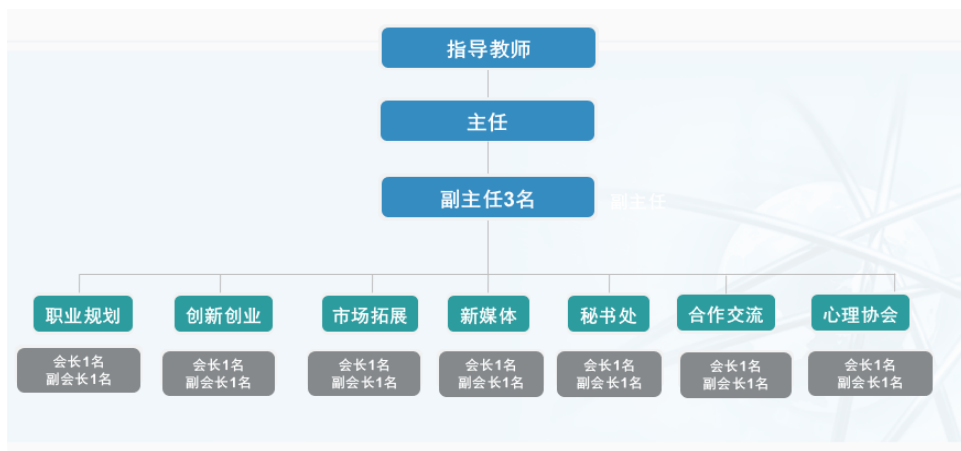 指导教师
主任
副主任3名
副主任
职业规划
创新创业
市场拓展
新媒体
秘书处
合作交流
心理协会
会长1名
副会长1名
会长1名
副会长1名
会长1名
副会长1名
会长1名
副会长1名
会长1名
副会长1名
会长1名
副会长1名
会长1名
副会长1名